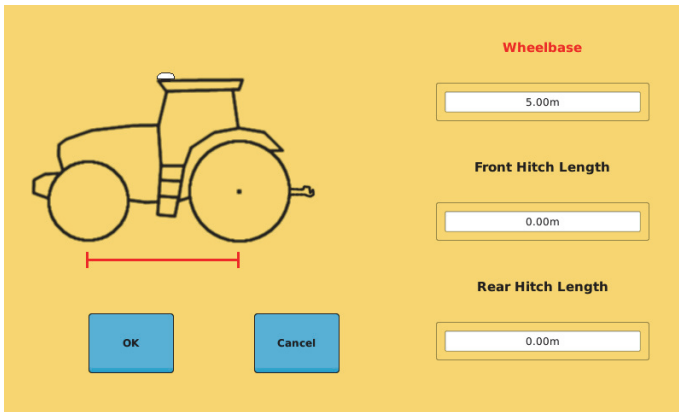 Wheelbase
5.00m
Front Hitch Length
0.00m
Rear Hitch Length
0.00m
OK
Cancel